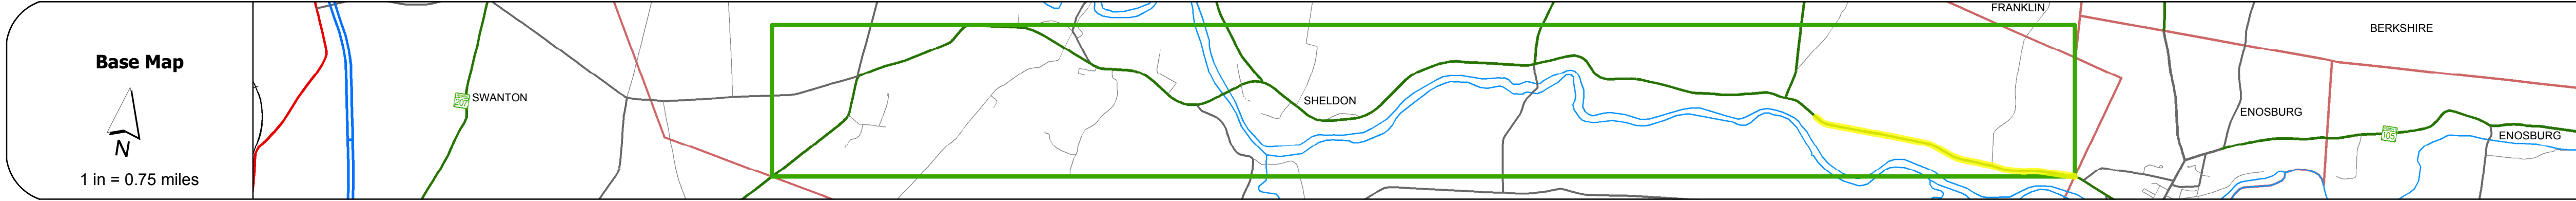 Base Map
N
1 in = 0.75 miles
207
SWANTON
SHELDON
FRANKLIN
BERKSHIRE
ENOSBURG
105
ENOSBURG